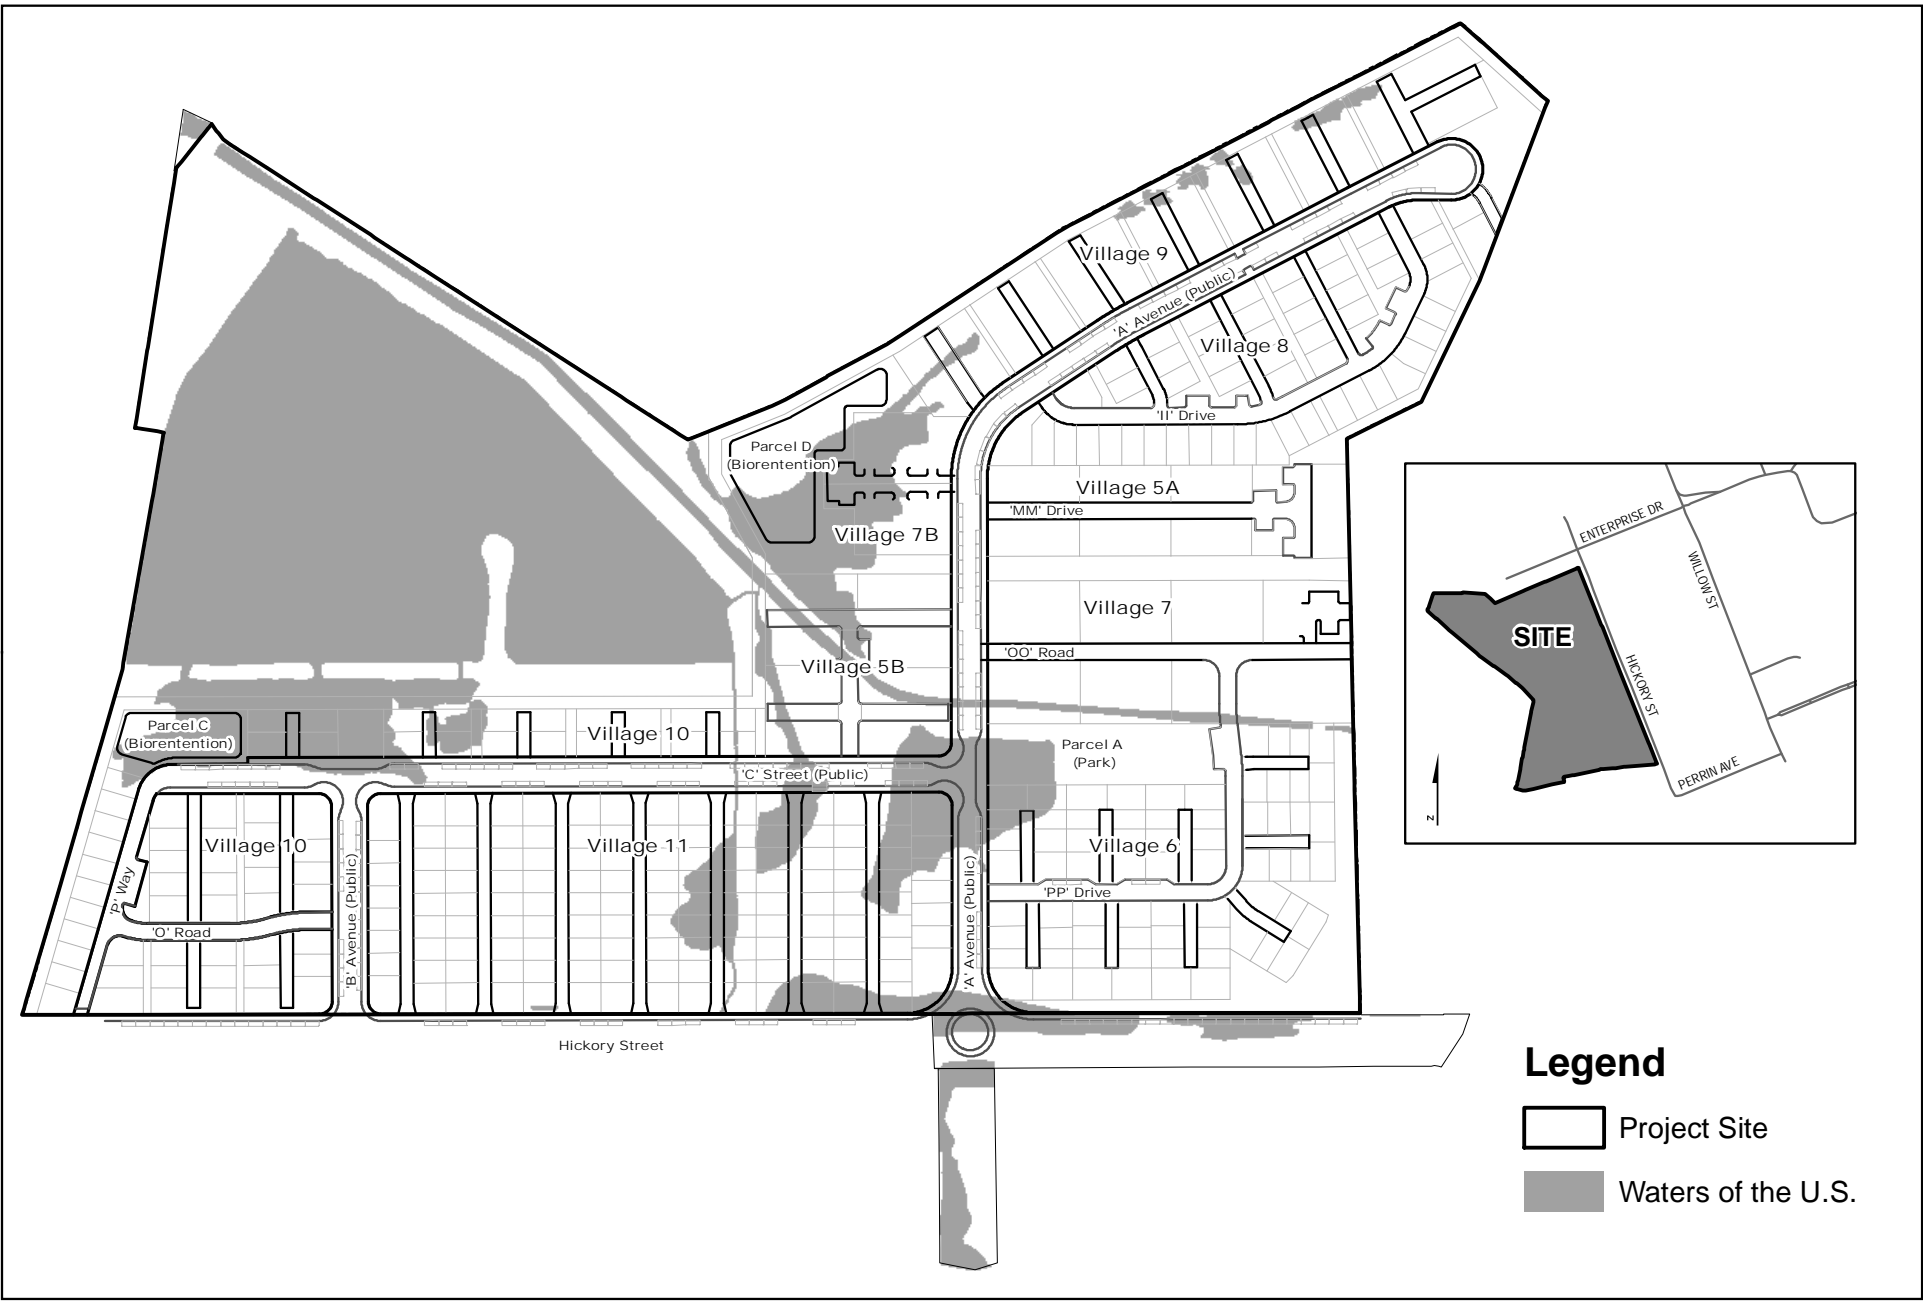 Village 9
'A' Avenue (Public)
Village 8
'II' Drive
Parcel D
(Biorentention)
Village 5A
'MM' Drive
Village 7B
Village 7
'OO' Road
Village 5B
Parcel C
(Biorentention)
Village 10
Parcel A
(Park)
'C' Street (Public)
Village 10
Village 11
Village 6
'P' Way
'B' Avenue (Public)
'A' Avenue (Public)
'PP' Drive
'O' Road
Hickory Street
ENTERPRISE DR
WILLOW ST
SITE
HICKORY ST
PERRIN AVE
N
Legend
Project Site
Waters of the U.S.